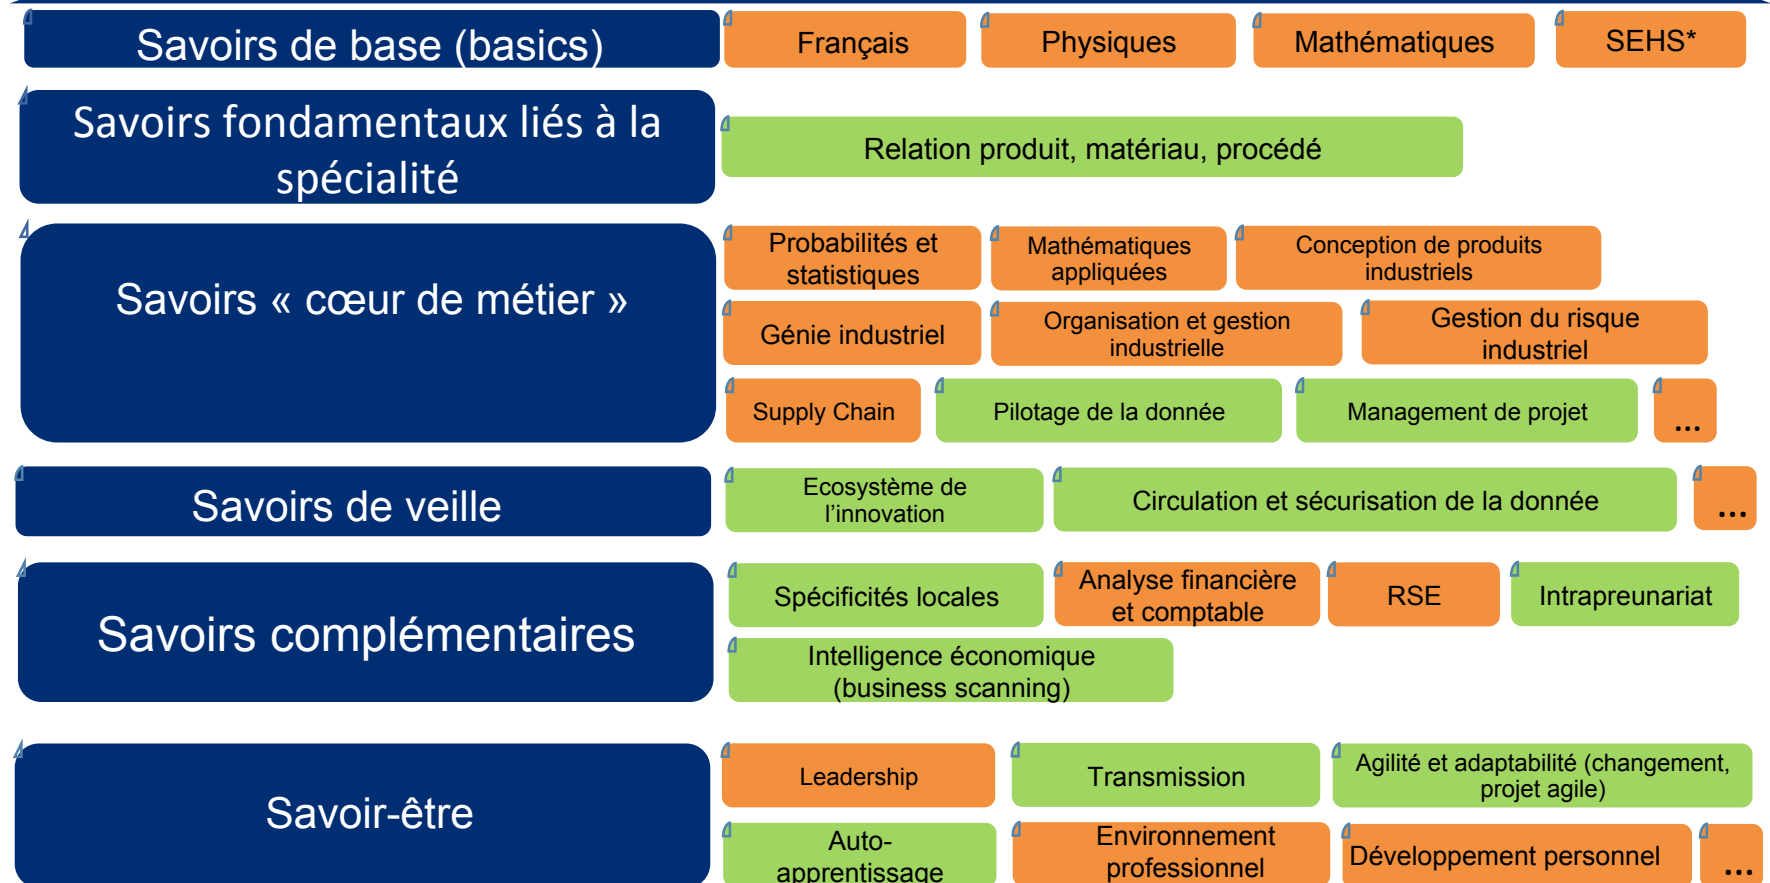 Savoirs de base (basics)
Français
Physiques
Mathématiques
SEHS*
Savoirs fondamentaux liés à la
spécialité
Relation produit, matériau, procédé
Savoirs « cœur de métier »
Probabilités et
statistiques
Mathématiques
appliquées
Conception de produits
industriels
Génie industriel
Organisation et gestion
industrielle
Gestion du risque
industriel
Supply Chain
Pilotage de la donnée
Management de projet
...
Savoirs de veille
Ecosystème de
l’innovation
Circulation et sécurisation de la donnée
...
Savoirs complémentaires
Spécificités locales
Analyse financière
et comptable
RSE
Intrapreunariat
Intelligence économique
(business scanning)
Savoir-être
Leadership
Transmission
Agilité et adaptabilité (changement,
projet agile)
Auto-
apprentissage
Environnement
professionnel
Développement personnel
...